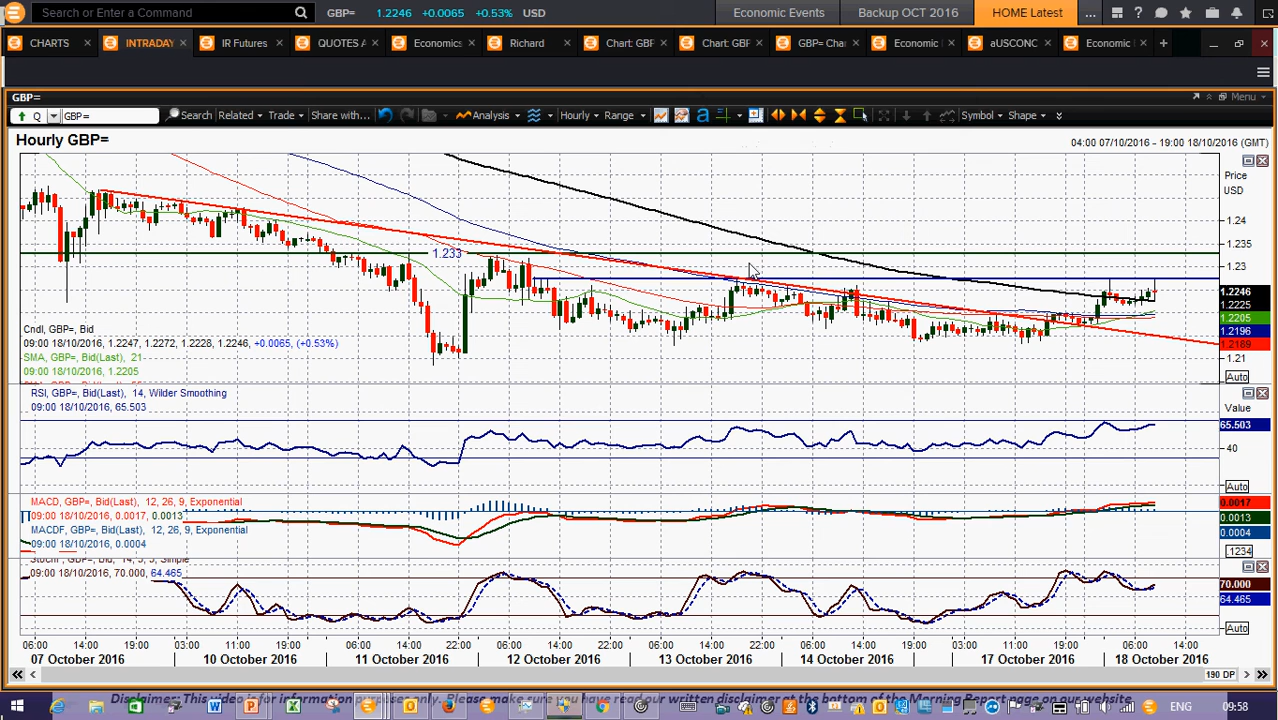 Search or Enter a Command
GBP= 1.2246 +0.0065 +0.53% USD
Economic Events
Backup OCT 2016
HOME Latest
...
CHARTS × INTRADAY × IR Futures × QUOTES A × Economics × Richard × Chart: GBP × Chart: GBP × GBP= Cha × Economic × aUSCONC × Economic × +
GBP=
Menu
Q GBP= Search Related Trade Share with... Analysis Hourly Range Symbol Shape
Hourly GBP=
04:00 07/10/2016 - 19:00 18/10/2016 (GMT)
Price
USD
1.24
1.235
1.233
1.23
1.2246
1.2225
1.2205
1.2196
1.2189
1.21
Auto
Cndl, GBP=, Bid
09:00 18/10/2016, 1.2247, 1.2272, 1.2228, 1.2246, +0.0065, (+0.53%)
SMA, GBP=, Bid(Last), 21
09:00 18/10/2016, 1.2205
RSI, GBP=, Bid(Last), 14, Wilder Smoothing
09:00 18/10/2016, 65.503
Value
65.503
40
Auto
MACD, GBP=, Bid(Last), 12, 26, 9, Exponential
09:00 18/10/2016, 0.0017, 0.0013
MACDF, GBP=, Bid(Last), 12, 26, 9, Exponential
09:00 18/10/2016, 0.0004
0.0017
0.0013
0.0004
.1234
StochF, GBP=, Bid(Last), 14, 5, 5, Simple
09:00 18/10/2016, 70.000, 64.465
70.000
64.465
Auto
06:00 14:00 03:00 11:00 19:00 06:00 14:00 22:00 06:00 14:00 22:00 06:00 14:00 22:00 06:00 14:00 19:00 03:00 11:00 19:00 06:00 14:00
07 October 2016 10 October 2016 11 October 2016 12 October 2016 13 October 2016 14 October 2016 17 October 2016 18 October 2016
190 DP
Disclaimer: This video is for information purposes only. Please make sure you have read our written disclaimer at the bottom of the Morning Report page on our website
ENG
09:58